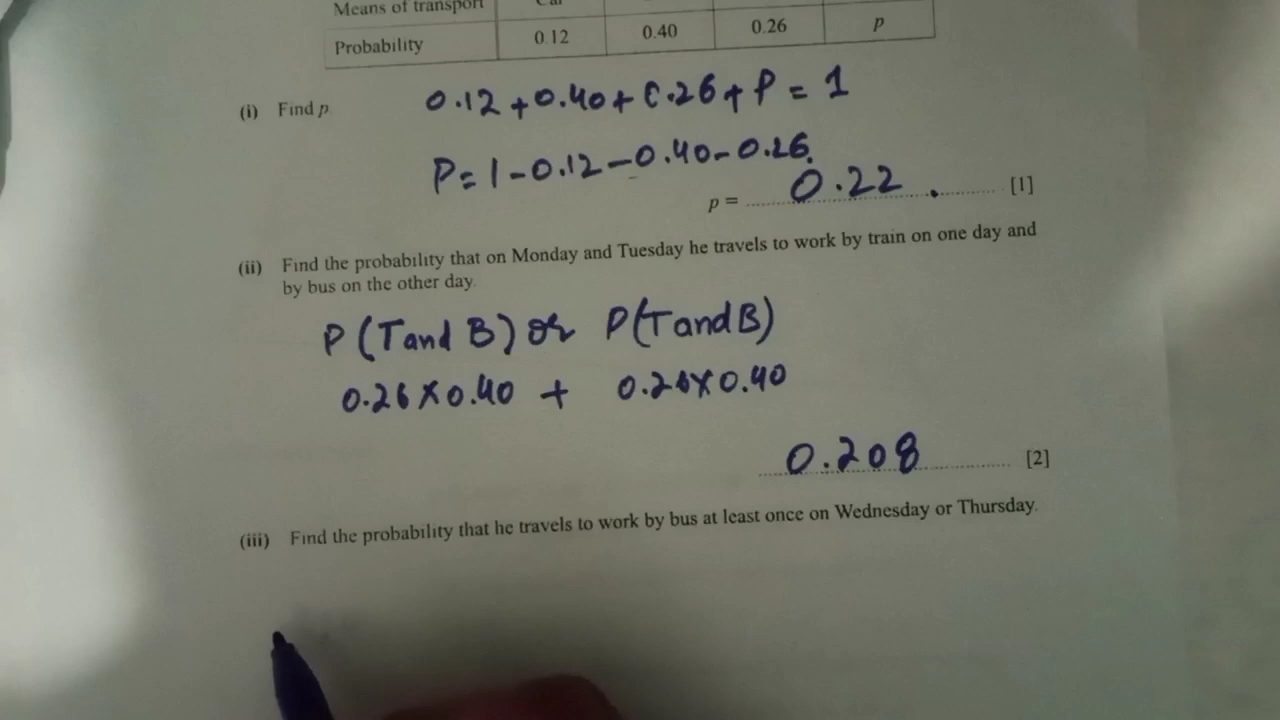 Means of transport Car
Probability 0.12 0.40 0.26 p
(i) Find p. 0.12 + 0.40 + 0.26 + P = 1
P = 1 - 0.12 - 0.40 - 0.26.
p = 0.22 . [1]
(ii) Find the probability that on Monday and Tuesday he travels to work by train on one day and
by bus on the other day.
P (T and B) or P(T and B)
0.26 × 0.40 + 0.26 × 0.40
0.208 [2]
(iii) Find the probability that he travels to work by bus at least once on Wednesday or Thursday.